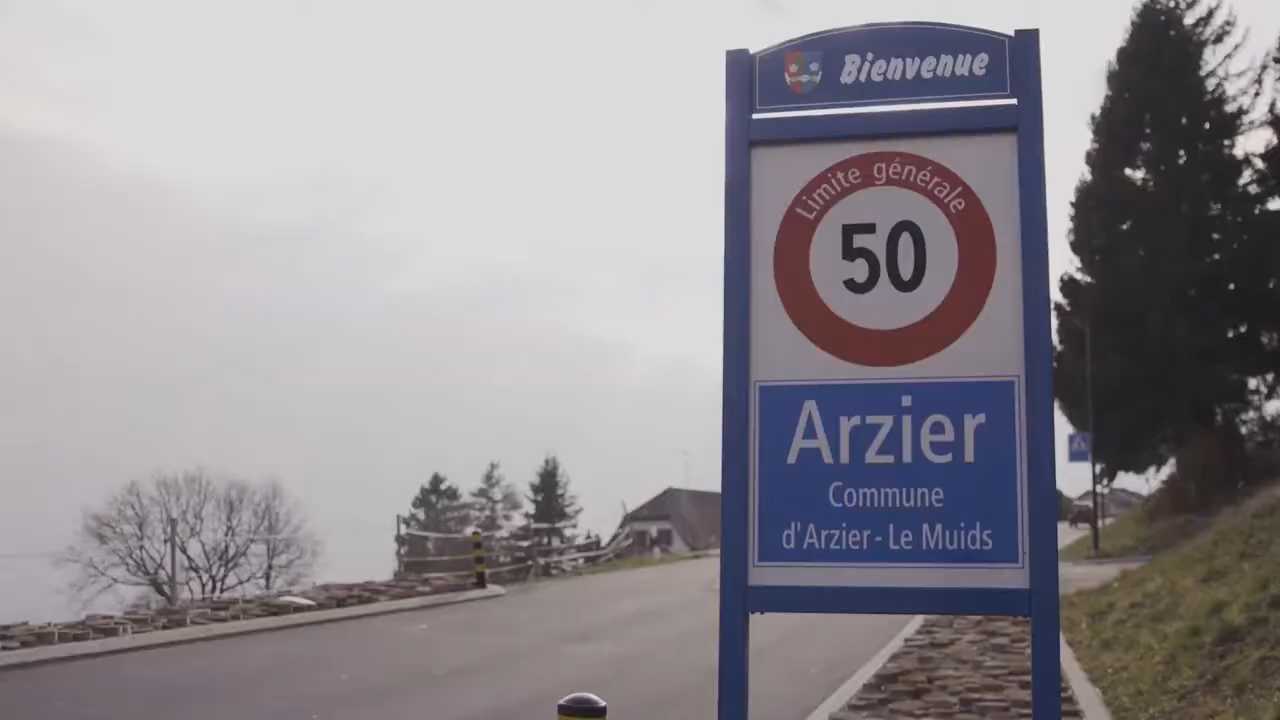 Bienvenue
Limite générale
50
Arzier
Commune
d'Arzier - Le Muids